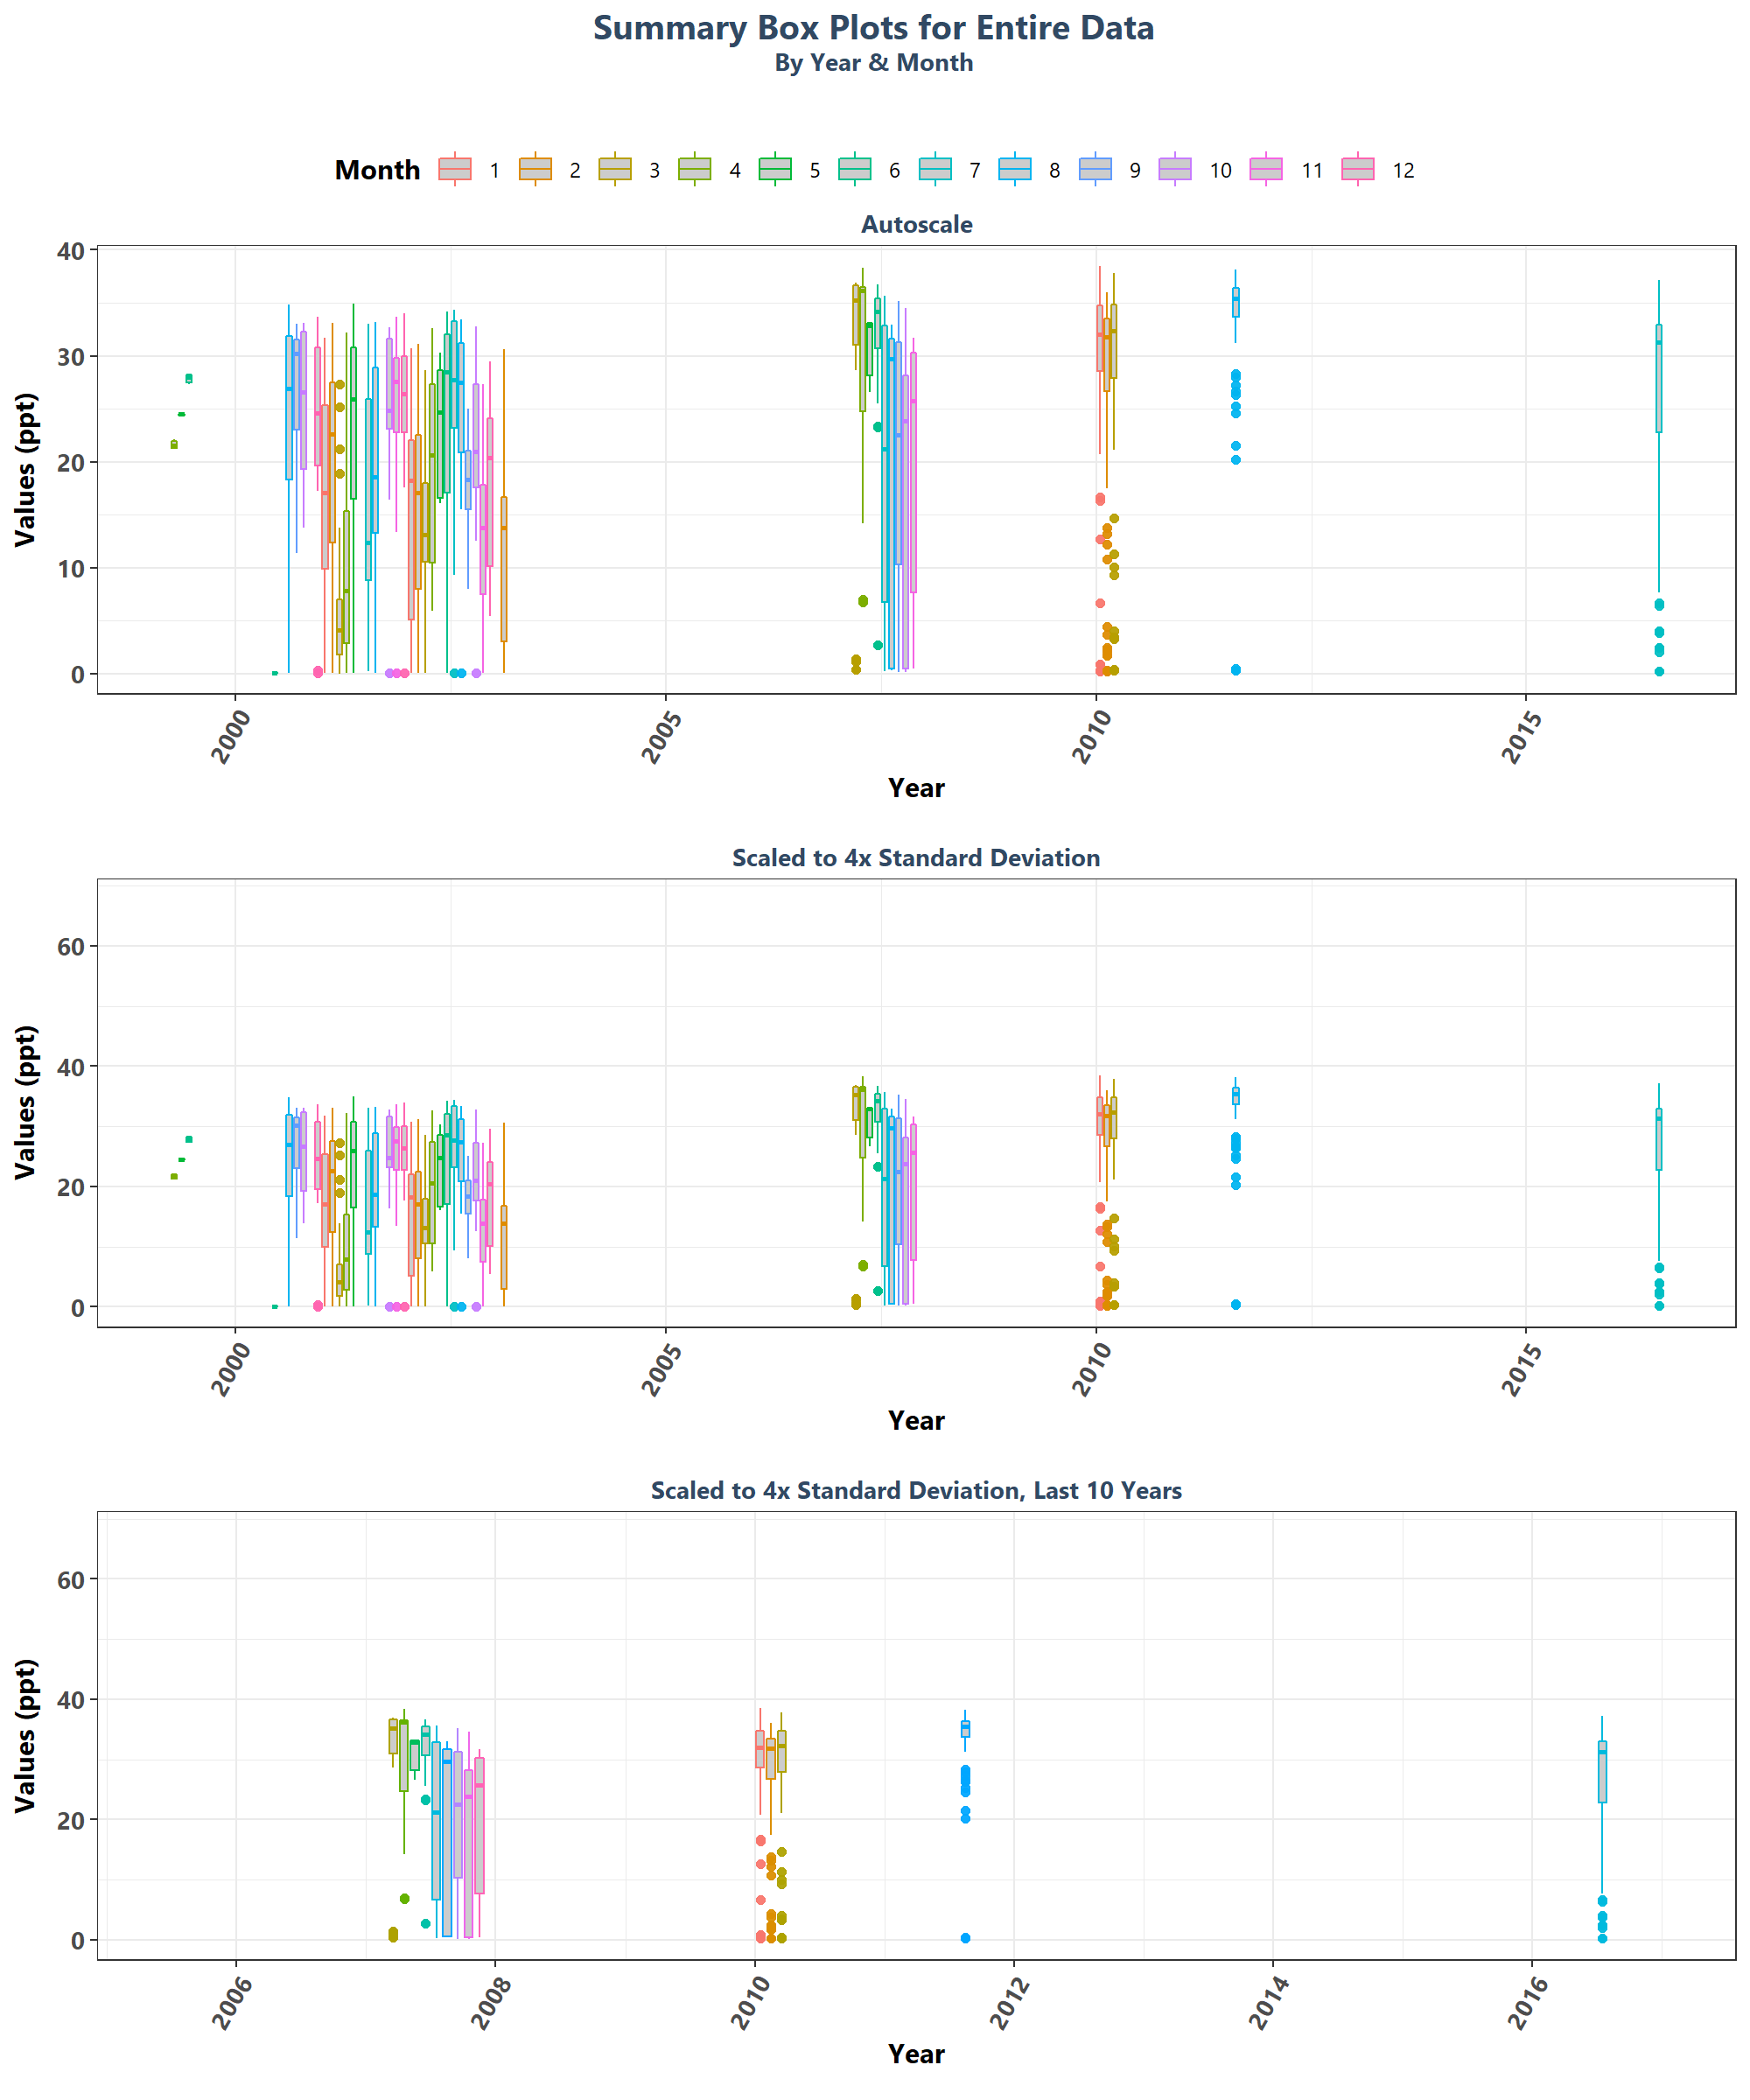 Summary Box Plots for Entire Data
By Year & Month
Month 1 2 3 4 5 6 7 8 9 10 11 12
Autoscale
Values (ppt)
40
30
20
10
0
2000 2005 2010 2015
Year
Scaled to 4x Standard Deviation
Values (ppt)
60
40
20
0
2000 2005 2010 2015
Year
Scaled to 4x Standard Deviation, Last 10 Years
Values (ppt)
60
40
20
0
2006 2008 2010 2012 2014 2016
Year